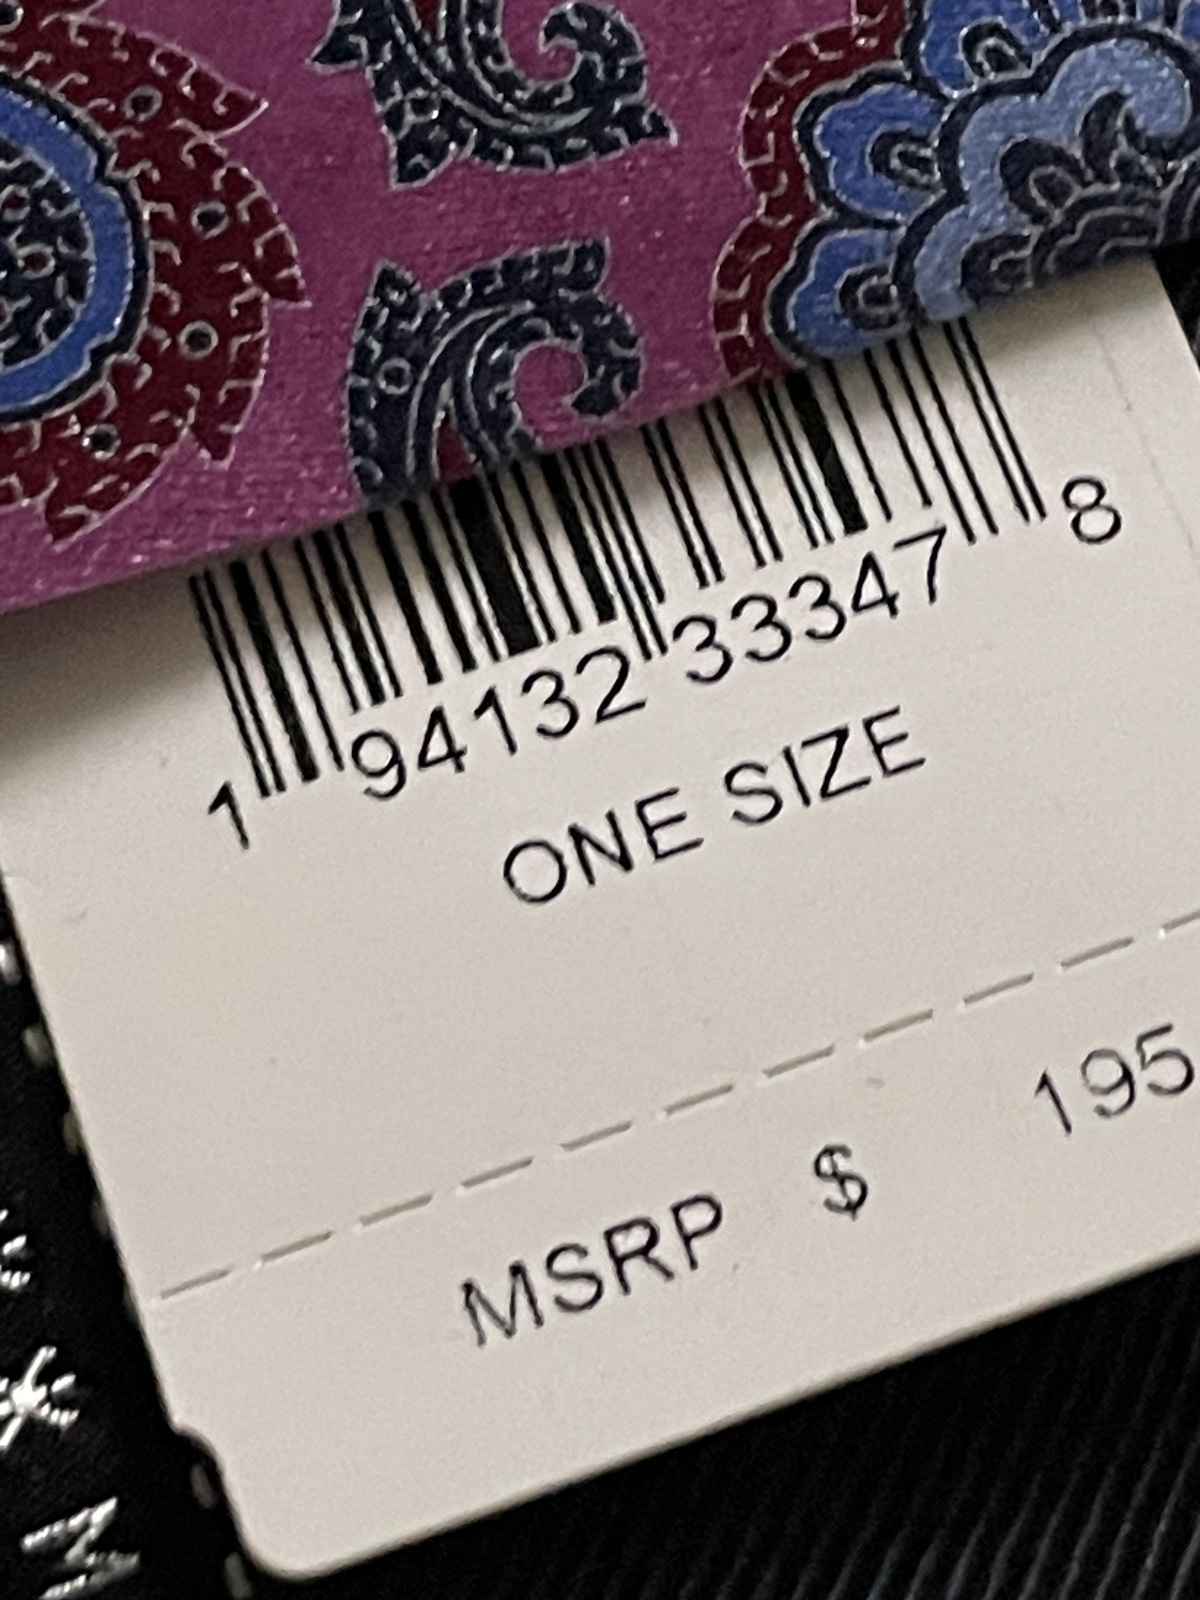 1 94132 33347 8
ONE SIZE
MSRP $ 195